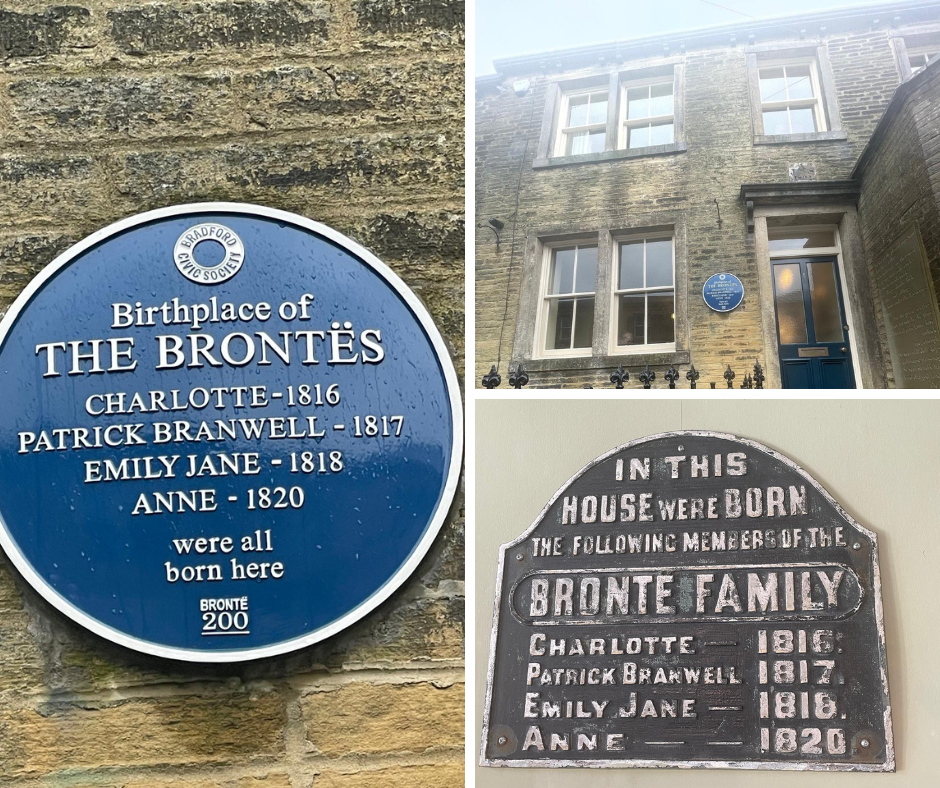 BRADFORD
CIVIC SOCIETY
Birthplace of
THE BRONTËS
CHARLOTTE-1816
PATRICK BRANWELL - 1817
EMILY JANE - 1818
ANNE - 1820
were all
born here
BRONTË
200
IN THIS
HOUSE WERE BORN
THE FOLLOWING MEMBERS OF THE
BRONTE FAMILY
CHARLOTTE — 1816.
PATRICK BRANWELL 1817.
EMILY JANE — 1818.
ANNE — — 1820